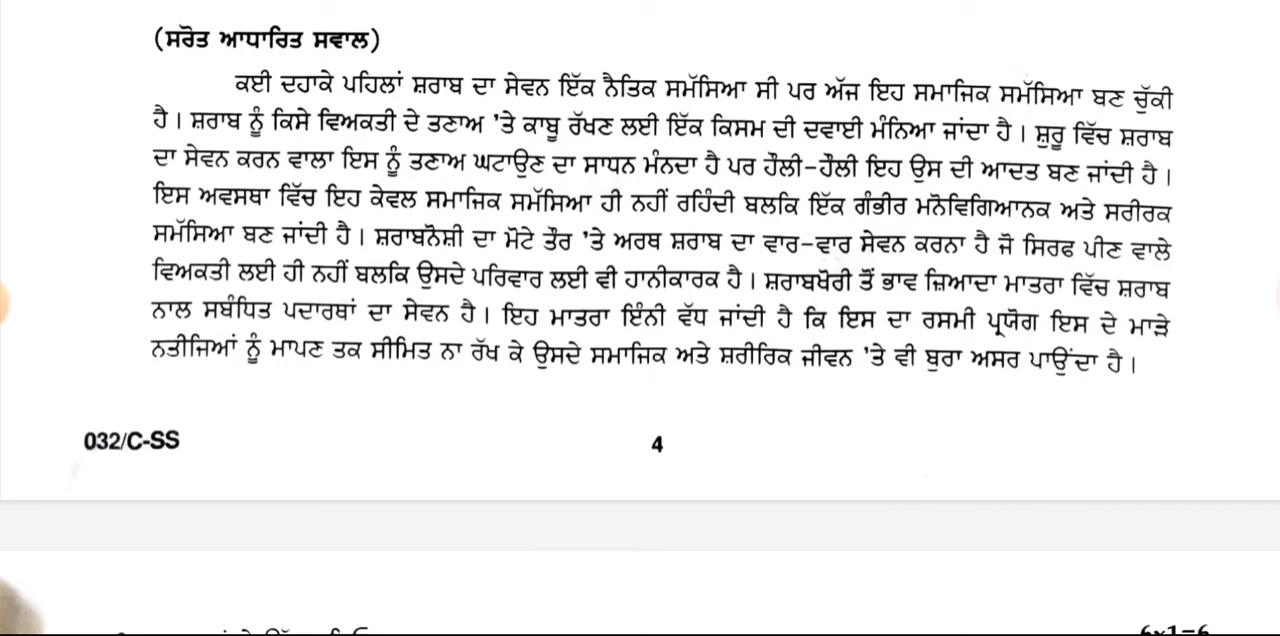 (ਸਰੋਤ ਆਧਾਰਿਤ ਸਵਾਲ)
ਕਈ ਦਹਾਕੇ ਪਹਿਲਾਂ ਸ਼ਰਾਬ ਦਾ ਸੇਵਨ ਇੱਕ ਨੈਤਿਕ ਸਮੱਸਿਆ ਸੀ ਪਰ ਅੱਜ ਇਹ ਸਮਾਜਿਕ ਸਮੱਸਿਆ ਬਣ ਚੁੱਕੀ
ਹੈ। ਸ਼ਰਾਬ ਨੂੰ ਕਿਸੇ ਵਿਅਕਤੀ ਦੇ ਤਣਾਅ 'ਤੇ ਕਾਬੂ ਰੱਖਣ ਲਈ ਇੱਕ ਕਿਸਮ ਦੀ ਦਵਾਈ ਮੰਨਿਆ ਜਾਂਦਾ ਹੈ। ਸ਼ੁਰੂ ਵਿੱਚ ਸ਼ਰਾਬ
ਦਾ ਸੇਵਨ ਕਰਨ ਵਾਲਾ ਇਸ ਨੂੰ ਤਣਾਅ ਘਟਾਉਣ ਦਾ ਸਾਧਨ ਮੰਨਦਾ ਹੈ ਪਰ ਹੌਲੀ-ਹੌਲੀ ਇਹ ਉਸ ਦੀ ਆਦਤ ਬਣ ਜਾਂਦੀ ਹੈ।
ਇਸ ਅਵਸਥਾ ਵਿੱਚ ਇਹ ਕੇਵਲ ਸਮਾਜਿਕ ਸਮੱਸਿਆ ਹੀ ਨਹੀਂ ਰਹਿੰਦੀ ਬਲਕਿ ਇੱਕ ਗੰਭੀਰ ਮਨੋਵਿਗਿਆਨਕ ਅਤੇ ਸਰੀਰਕ
ਸਮੱਸਿਆ ਬਣ ਜਾਂਦੀ ਹੈ। ਸ਼ਰਾਬਨੋਸ਼ੀ ਦਾ ਮੋਟੇ ਤੌਰ 'ਤੇ ਅਰਥ ਸ਼ਰਾਬ ਦਾ ਵਾਰ-ਵਾਰ ਸੇਵਨ ਕਰਨਾ ਹੈ ਜੋ ਸਿਰਫ ਪੀਣ ਵਾਲੇ
ਵਿਅਕਤੀ ਲਈ ਹੀ ਨਹੀਂ ਬਲਕਿ ਉਸਦੇ ਪਰਿਵਾਰ ਲਈ ਵੀ ਹਾਨੀਕਾਰਕ ਹੈ। ਸ਼ਰਾਬਖੋਰੀ ਤੋਂ ਭਾਵ ਜ਼ਿਆਦਾ ਮਾਤਰਾ ਵਿੱਚ ਸ਼ਰਾਬ
ਨਾਲ ਸਬੰਧਿਤ ਪਦਾਰਥਾਂ ਦਾ ਸੇਵਨ ਹੈ। ਇਹ ਮਾਤਰਾ ਇੰਨੀ ਵੱਧ ਜਾਂਦੀ ਹੈ ਕਿ ਇਸ ਦਾ ਰਸਮੀ ਪ੍ਰਯੋਗ ਇਸ ਦੇ ਮਾੜੇ
ਨਤੀਜਿਆਂ ਨੂੰ ਮਾਪਣ ਤਕ ਸੀਮਿਤ ਨਾ ਰੱਖ ਕੇ ਉਸਦੇ ਸਮਾਜਿਕ ਅਤੇ ਸ਼ਰੀਰਿਕ ਜੀਵਨ 'ਤੇ ਵੀ ਬੁਰਾ ਅਸਰ ਪਾਉਂਦਾ ਹੈ।
032/C-SS
4
6×1=6